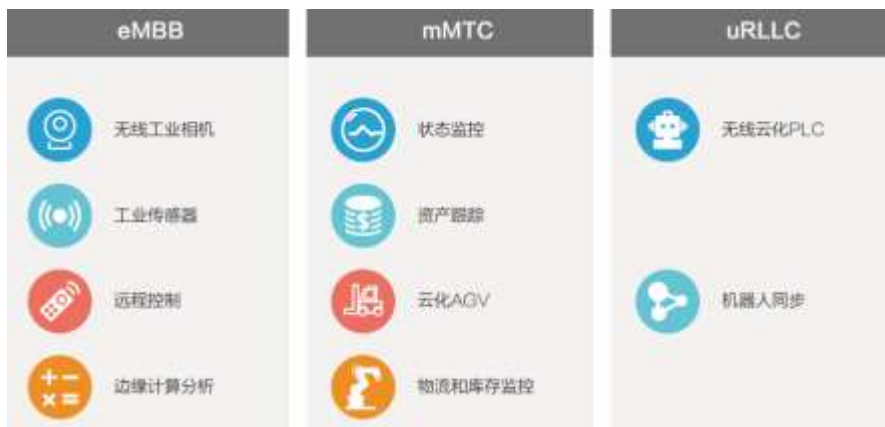 eMBB
无线工业相机
工业传感器
远程控制
边缘计算分析
mMTC
状态监控
资产跟踪
云化AGV
物流和库存监控
uRLLC
无线云化PLC
机器人同步